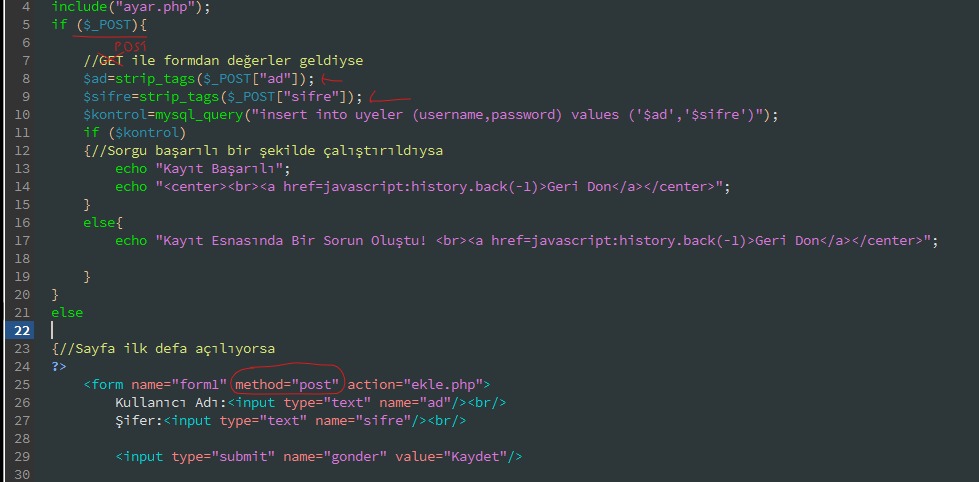 4 include("ayar.php");
5 if ($_POST){
6
POST
7 //GET ile formdan değerler geldiyse
8 $ad=strip_tags($_POST["ad"]);
9 $sifre=strip_tags($_POST["sifre"]);
10 $kontrol=mysql_query("insert into uyeler (username,password) values ('$ad','$sifre')");
11 if ($kontrol)
12 {//Sorgu başarılı bir şekilde çalıştırıldıysa
13 echo "Kayıt Başarılı";
14 echo "<center><br><a href=javascript:history.back(-1)>Geri Don</a></center>";
15 }
16 else{
17 echo "Kayıt Esnasında Bir Sorun Oluştu! <br><a href=javascript:history.back(-1)>Geri Don</a></center>";
18
19 }
20 }
21 else
22
23 {//Sayfa ilk defa açılıyorsa
24 ?>
25 <form name="form1" method="post" action="ekle.php">
26 Kullanıcı Adı:<input type="text" name="ad"/><br/>
27 Şifer:<input type="text" name="sifre"/><br/>
28
29 <input type="submit" name="gonder" value="Kaydet"/>
30